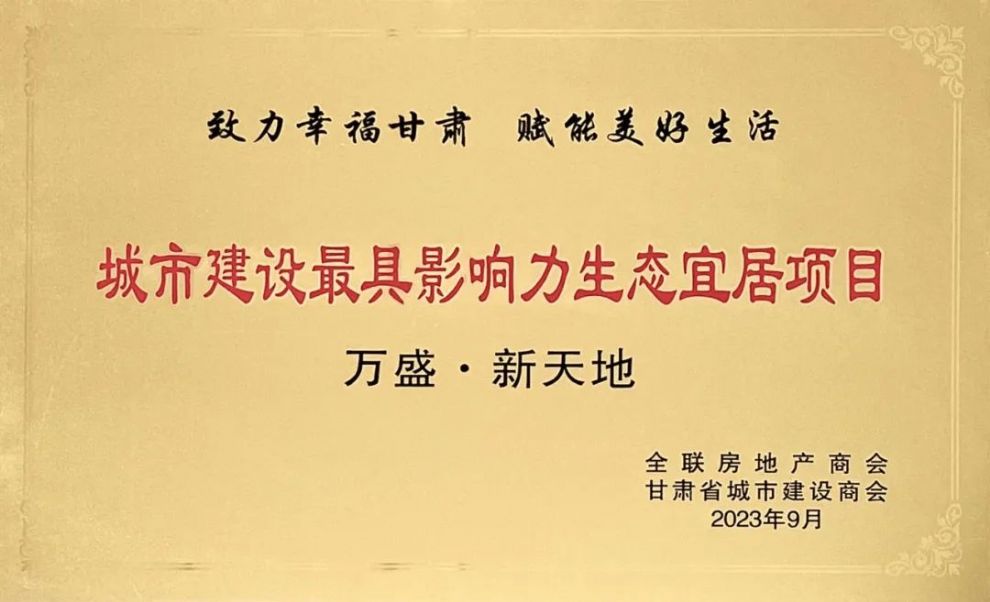 致力幸福甘肃 赋能美好生活
城市建设最具影响力生态宜居项目
万盛·新天地
全联房地产商会
甘肃省城市建设商会
2023年9月